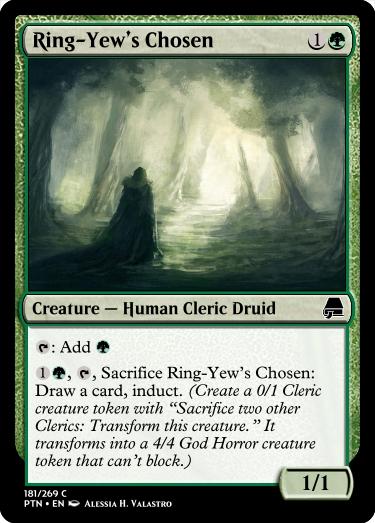 Ring-Yew's Chosen 1
Creature — Human Cleric Druid
: Add
1 , , Sacrifice Ring-Yew's Chosen:
Draw a card, induct. (Create a 0/1 Cleric
creature token with “Sacrifice two other
Clerics: Transform this creature.” It
transforms into a 4/4 God Horror creature
token that can't block.)
1/1
181/269 C
PTN • EN Alessia H. Valastro